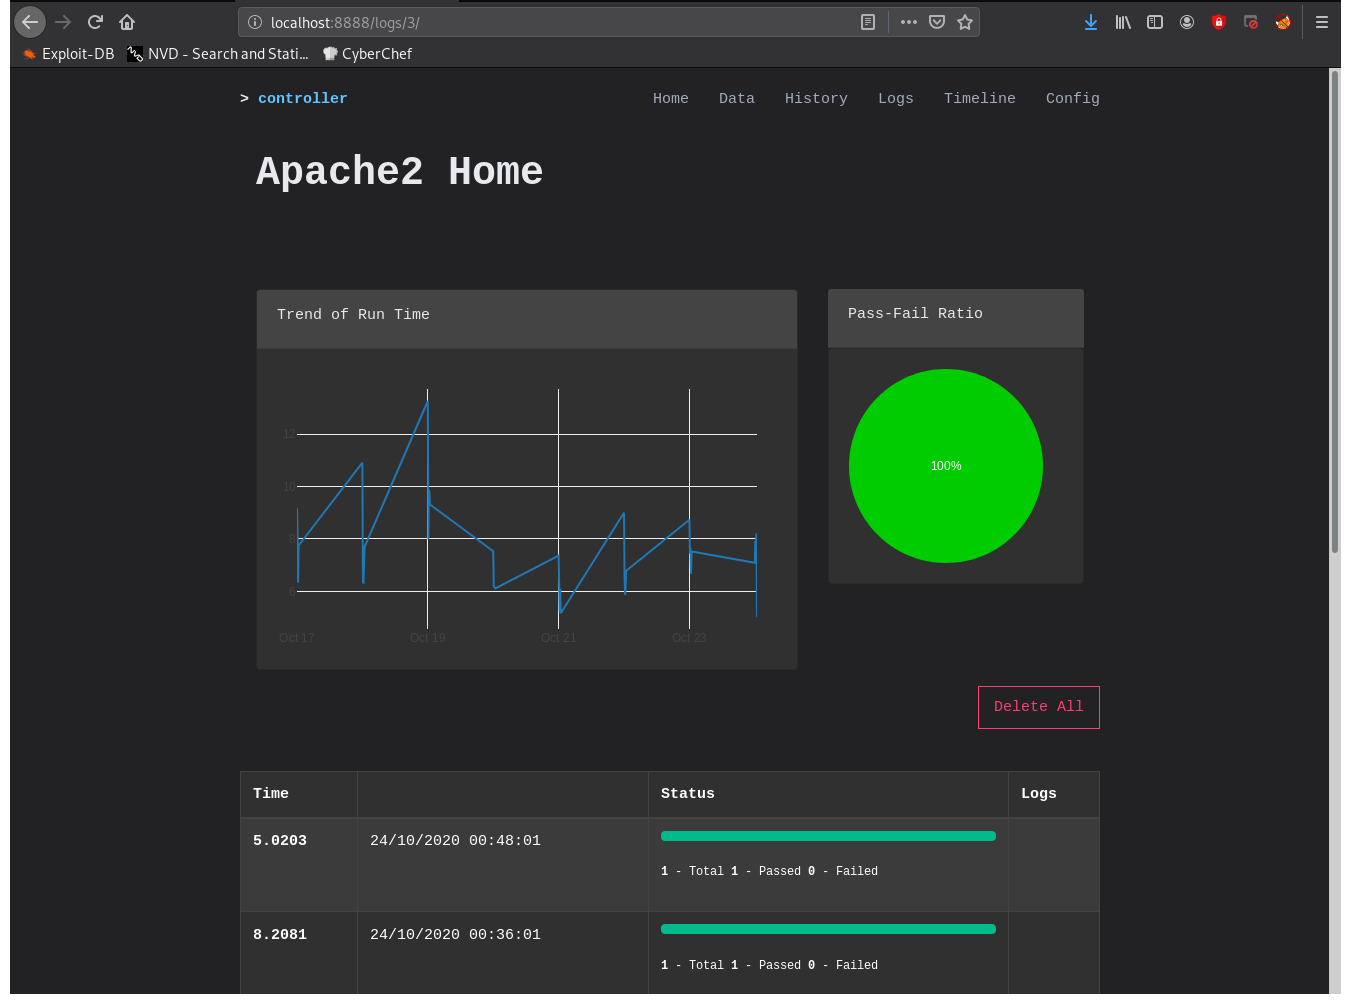 localhost:8888/logs/3/
Exploit-DB NVD - Search and Stati... CyberChef
> controller Home Data History Logs Timeline Config
Apache2 Home
Trend of Run Time
12
10
8
6
Oct 17 Oct 19 Oct 21 Oct 23
Pass-Fail Ratio
100%
Delete All
Time Status Logs
5.0203 24/10/2020 00:48:01
1 - Total 1 - Passed 0 - Failed
8.2081 24/10/2020 00:36:01
1 - Total 1 - Passed 0 - Failed